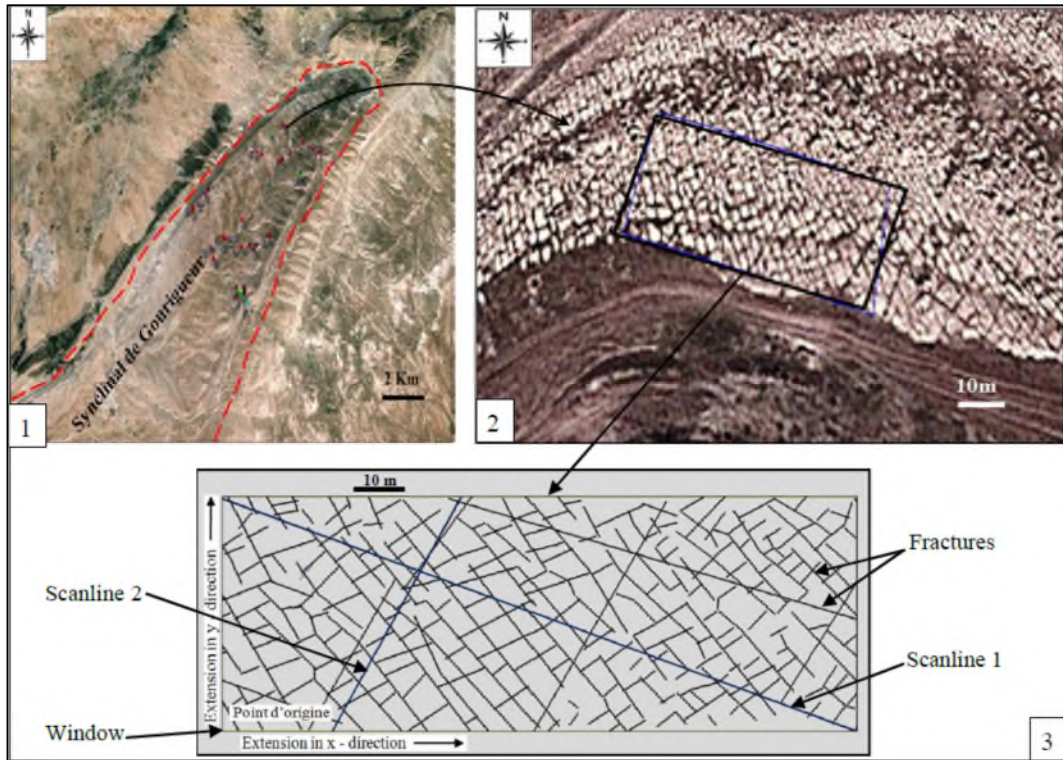 N
Synclinal de Gourigueur
2 Km
1
N
10m
2
10 m
Extension in y - direction
Fractures
Scanline 2
Scanline 1
Point d'origine
Window
Extension in x - direction
3